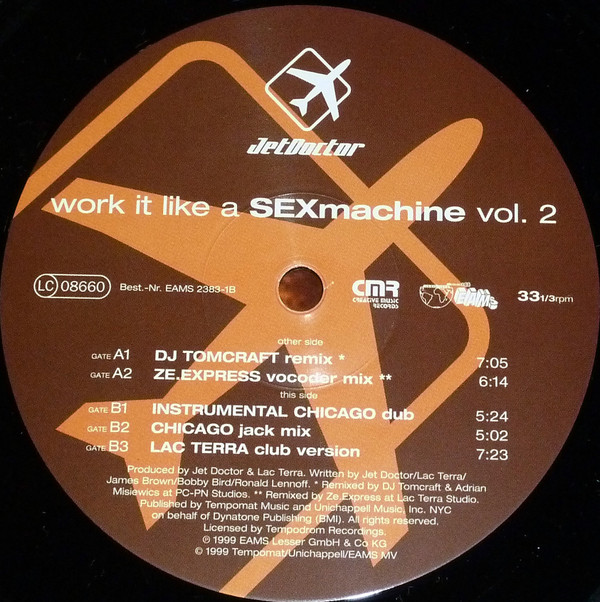 JetDoctor
work it like a SEXmachine vol. 2
LC 08660 Best.-Nr. EAMS 2383-1B CMR CREATIVE MUSIC RECORDS EAMS 33 1/3rpm
other side
GATE A1 DJ TOMCRAFT remix * 7:05
GATE A2 ZE.EXPRESS vocoder mix ** 6:14
this side
GATE B1 INSTRUMENTAL CHICAGO dub 5:24
GATE B2 CHICAGO jack mix 5:02
GATE B3 LAC TERRA club version 7:23
Produced by Jet Doctor & Lac Terra. Written by Jet Doctor/Lac Terra/
James Brown/Bobby Bird/Ronald Lennoff. * Remixed by DJ Tomcraft & Adrian
Misiewics at PC-PN Studios. ** Remixed by Ze.Express at Lac Terra Studio.
Published by Tempomat Music and Unichappell Music, Inc. NYC
on behalf of Dynatone Publishing (BMI). All rights reserved.
Licensed by Tempodrom Recordings.
℗ 1999 EAMS Lesser GmbH & Co KG
© 1999 Tempomat/Unichappell/EAMS MV